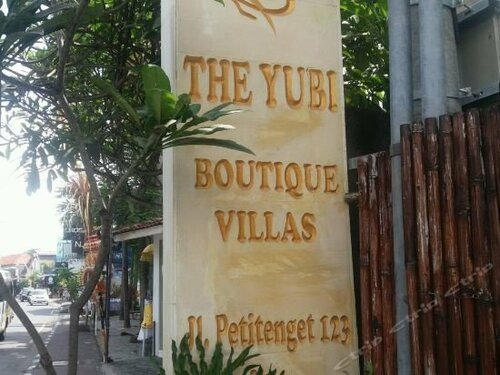 THE YUBI
BOUTIQUE
VILLAS
Jl. Petitenget 123